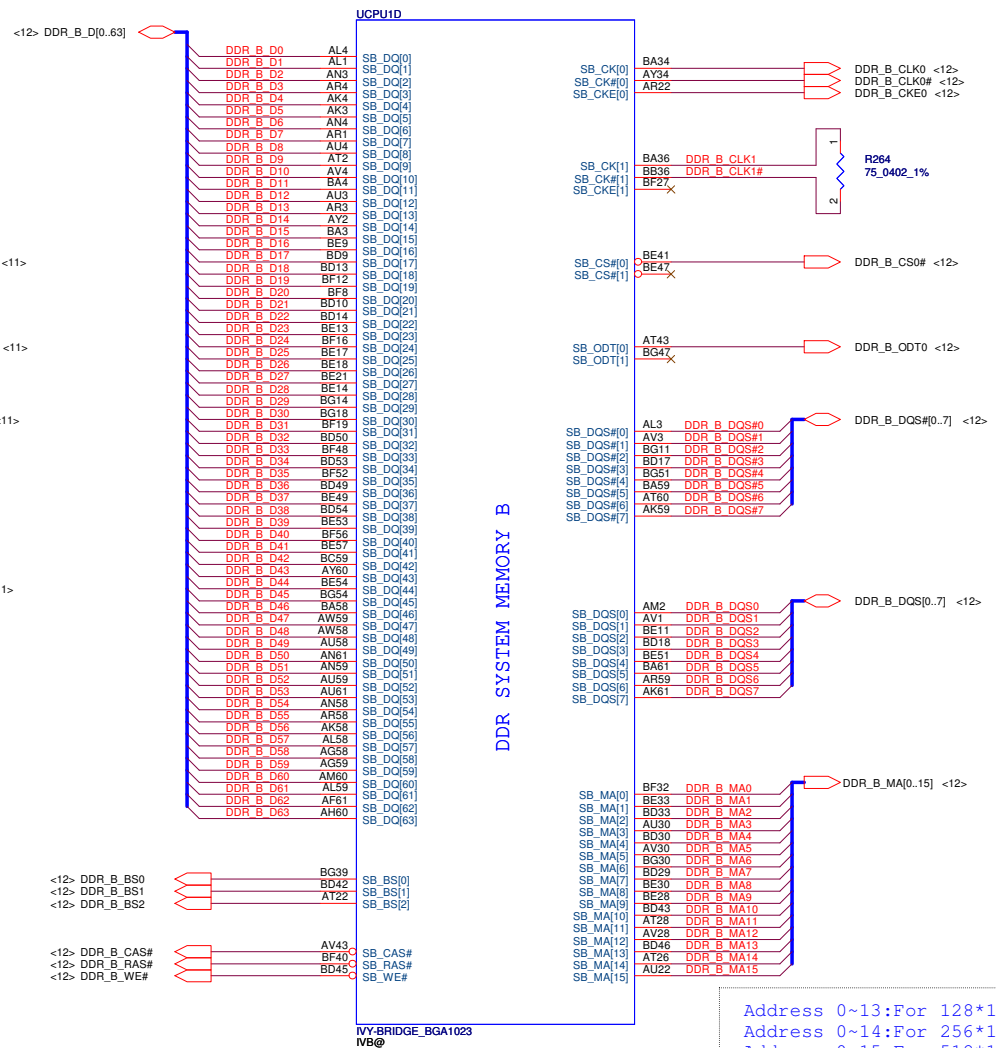 UCPU1D
<12> DDR_B_D[0..63]
DDR_B_D0 AL4 SB_DQ[0]
DDR_B_D1 AL1 SB_DQ[1]
DDR_B_D2 AN3 SB_DQ[2]
DDR_B_D3 AR4 SB_DQ[3]
DDR_B_D4 AK4 SB_DQ[4]
DDR_B_D5 AK3 SB_DQ[5]
DDR_B_D6 AN4 SB_DQ[6]
DDR_B_D7 AR1 SB_DQ[7]
DDR_B_D8 AU4 SB_DQ[8]
DDR_B_D9 AT2 SB_DQ[9]
DDR_B_D10 AV4 SB_DQ[10]
DDR_B_D11 BA4 SB_DQ[11]
DDR_B_D12 AU3 SB_DQ[12]
DDR_B_D13 AR3 SB_DQ[13]
DDR_B_D14 AY2 SB_DQ[14]
DDR_B_D15 BA3 SB_DQ[15]
DDR_B_D16 BE9 SB_DQ[16]
DDR_B_D17 BD9 SB_DQ[17]
DDR_B_D18 BD13 SB_DQ[18]
DDR_B_D19 BF12 SB_DQ[19]
DDR_B_D20 BF8 SB_DQ[20]
DDR_B_D21 BD10 SB_DQ[21]
DDR_B_D22 BD14 SB_DQ[22]
DDR_B_D23 BE13 SB_DQ[23]
DDR_B_D24 BF16 SB_DQ[24]
DDR_B_D25 BE17 SB_DQ[25]
DDR_B_D26 BE18 SB_DQ[26]
DDR_B_D27 BE21 SB_DQ[27]
DDR_B_D28 BE14 SB_DQ[28]
DDR_B_D29 BG14 SB_DQ[29]
DDR_B_D30 BG18 SB_DQ[30]
DDR_B_D31 BF19 SB_DQ[31]
DDR_B_D32 BD50 SB_DQ[32]
DDR_B_D33 BF48 SB_DQ[33]
DDR_B_D34 BD53 SB_DQ[34]
DDR_B_D35 BF52 SB_DQ[35]
DDR_B_D36 BD49 SB_DQ[36]
DDR_B_D37 BE49 SB_DQ[37]
DDR_B_D38 BD54 SB_DQ[38]
DDR_B_D39 BE53 SB_DQ[39]
DDR_B_D40 BF56 SB_DQ[40]
DDR_B_D41 BE57 SB_DQ[41]
DDR_B_D42 BC59 SB_DQ[42]
DDR_B_D43 AY60 SB_DQ[43]
DDR_B_D44 BE54 SB_DQ[44]
DDR_B_D45 BG54 SB_DQ[45]
DDR_B_D46 BA58 SB_DQ[46]
DDR_B_D47 AW59 SB_DQ[47]
DDR_B_D48 AW58 SB_DQ[48]
DDR_B_D49 AU58 SB_DQ[49]
DDR_B_D50 AN61 SB_DQ[50]
DDR_B_D51 AN59 SB_DQ[51]
DDR_B_D52 AU59 SB_DQ[52]
DDR_B_D53 AU61 SB_DQ[53]
DDR_B_D54 AN58 SB_DQ[54]
DDR_B_D55 AR58 SB_DQ[55]
DDR_B_D56 AK58 SB_DQ[56]
DDR_B_D57 AL58 SB_DQ[57]
DDR_B_D58 AG58 SB_DQ[58]
DDR_B_D59 AG59 SB_DQ[59]
DDR_B_D60 AM60 SB_DQ[60]
DDR_B_D61 AL59 SB_DQ[61]
DDR_B_D62 AF61 SB_DQ[62]
DDR_B_D63 AH60 SB_DQ[63]
<12> DDR_B_BS0 BG39 SB_BS[0]
<12> DDR_B_BS1 BD42 SB_BS[1]
<12> DDR_B_BS2 AT22 SB_BS[2]
<12> DDR_B_CAS# AV43 SB_CAS#
<12> DDR_B_RAS# BF40 SB_RAS#
<12> DDR_B_WE# BD45 SB_WE#
<11>
<11>
:11>
1>
DDR SYSTEM MEMORY B
SB_CK[0] BA34 DDR_B_CLK0 <12>
SB_CK#[0] AY34 DDR_B_CLK0# <12>
SB_CKE[0] AR22 DDR_B_CKE0 <12>
SB_CK[1] BA36 DDR_B_CLK1
SB_CK#[1] BB36 DDR_B_CLK1#
SB_CKE[1] BF27
1
2
R264
75_0402_1%
SB_CS#[0] BE41 DDR_B_CS0# <12>
SB_CS#[1] BE47
SB_ODT[0] AT43 DDR_B_ODT0 <12>
SB_ODT[1] BG47
DDR_B_DQS#[0..7] <12>
SB_DQS#[0] AL3 DDR_B_DQS#0
SB_DQS#[1] AV3 DDR_B_DQS#1
SB_DQS#[2] BG11 DDR_B_DQS#2
SB_DQS#[3] BD17 DDR_B_DQS#3
SB_DQS#[4] BG51 DDR_B_DQS#4
SB_DQS#[5] BA59 DDR_B_DQS#5
SB_DQS#[6] AT60 DDR_B_DQS#6
SB_DQS#[7] AK59 DDR_B_DQS#7
DDR_B_DQS[0..7] <12>
SB_DQS[0] AM2 DDR_B_DQS0
SB_DQS[1] AV1 DDR_B_DQS1
SB_DQS[2] BE11 DDR_B_DQS2
SB_DQS[3] BD18 DDR_B_DQS3
SB_DQS[4] BE51 DDR_B_DQS4
SB_DQS[5] BA61 DDR_B_DQS5
SB_DQS[6] AR59 DDR_B_DQS6
SB_DQS[7] AK61 DDR_B_DQS7
DDR_B_MA[0..15] <12>
SB_MA[0] BF32 DDR_B_MA0
SB_MA[1] BE33 DDR_B_MA1
SB_MA[2] BD33 DDR_B_MA2
SB_MA[3] AU30 DDR_B_MA3
SB_MA[4] BD30 DDR_B_MA4
SB_MA[5] AV30 DDR_B_MA5
SB_MA[6] BG30 DDR_B_MA6
SB_MA[7] BD29 DDR_B_MA7
SB_MA[8] BE30 DDR_B_MA8
SB_MA[9] BE28 DDR_B_MA9
SB_MA[10] BD43 DDR_B_MA10
SB_MA[11] AT28 DDR_B_MA11
SB_MA[12] AV28 DDR_B_MA12
SB_MA[13] BD46 DDR_B_MA13
SB_MA[14] AT26 DDR_B_MA14
SB_MA[15] AU22 DDR_B_MA15
IVY-BRIDGE_BGA1023
IVB@
Address 0~13:For 128*1
Address 0~14:For 256*1